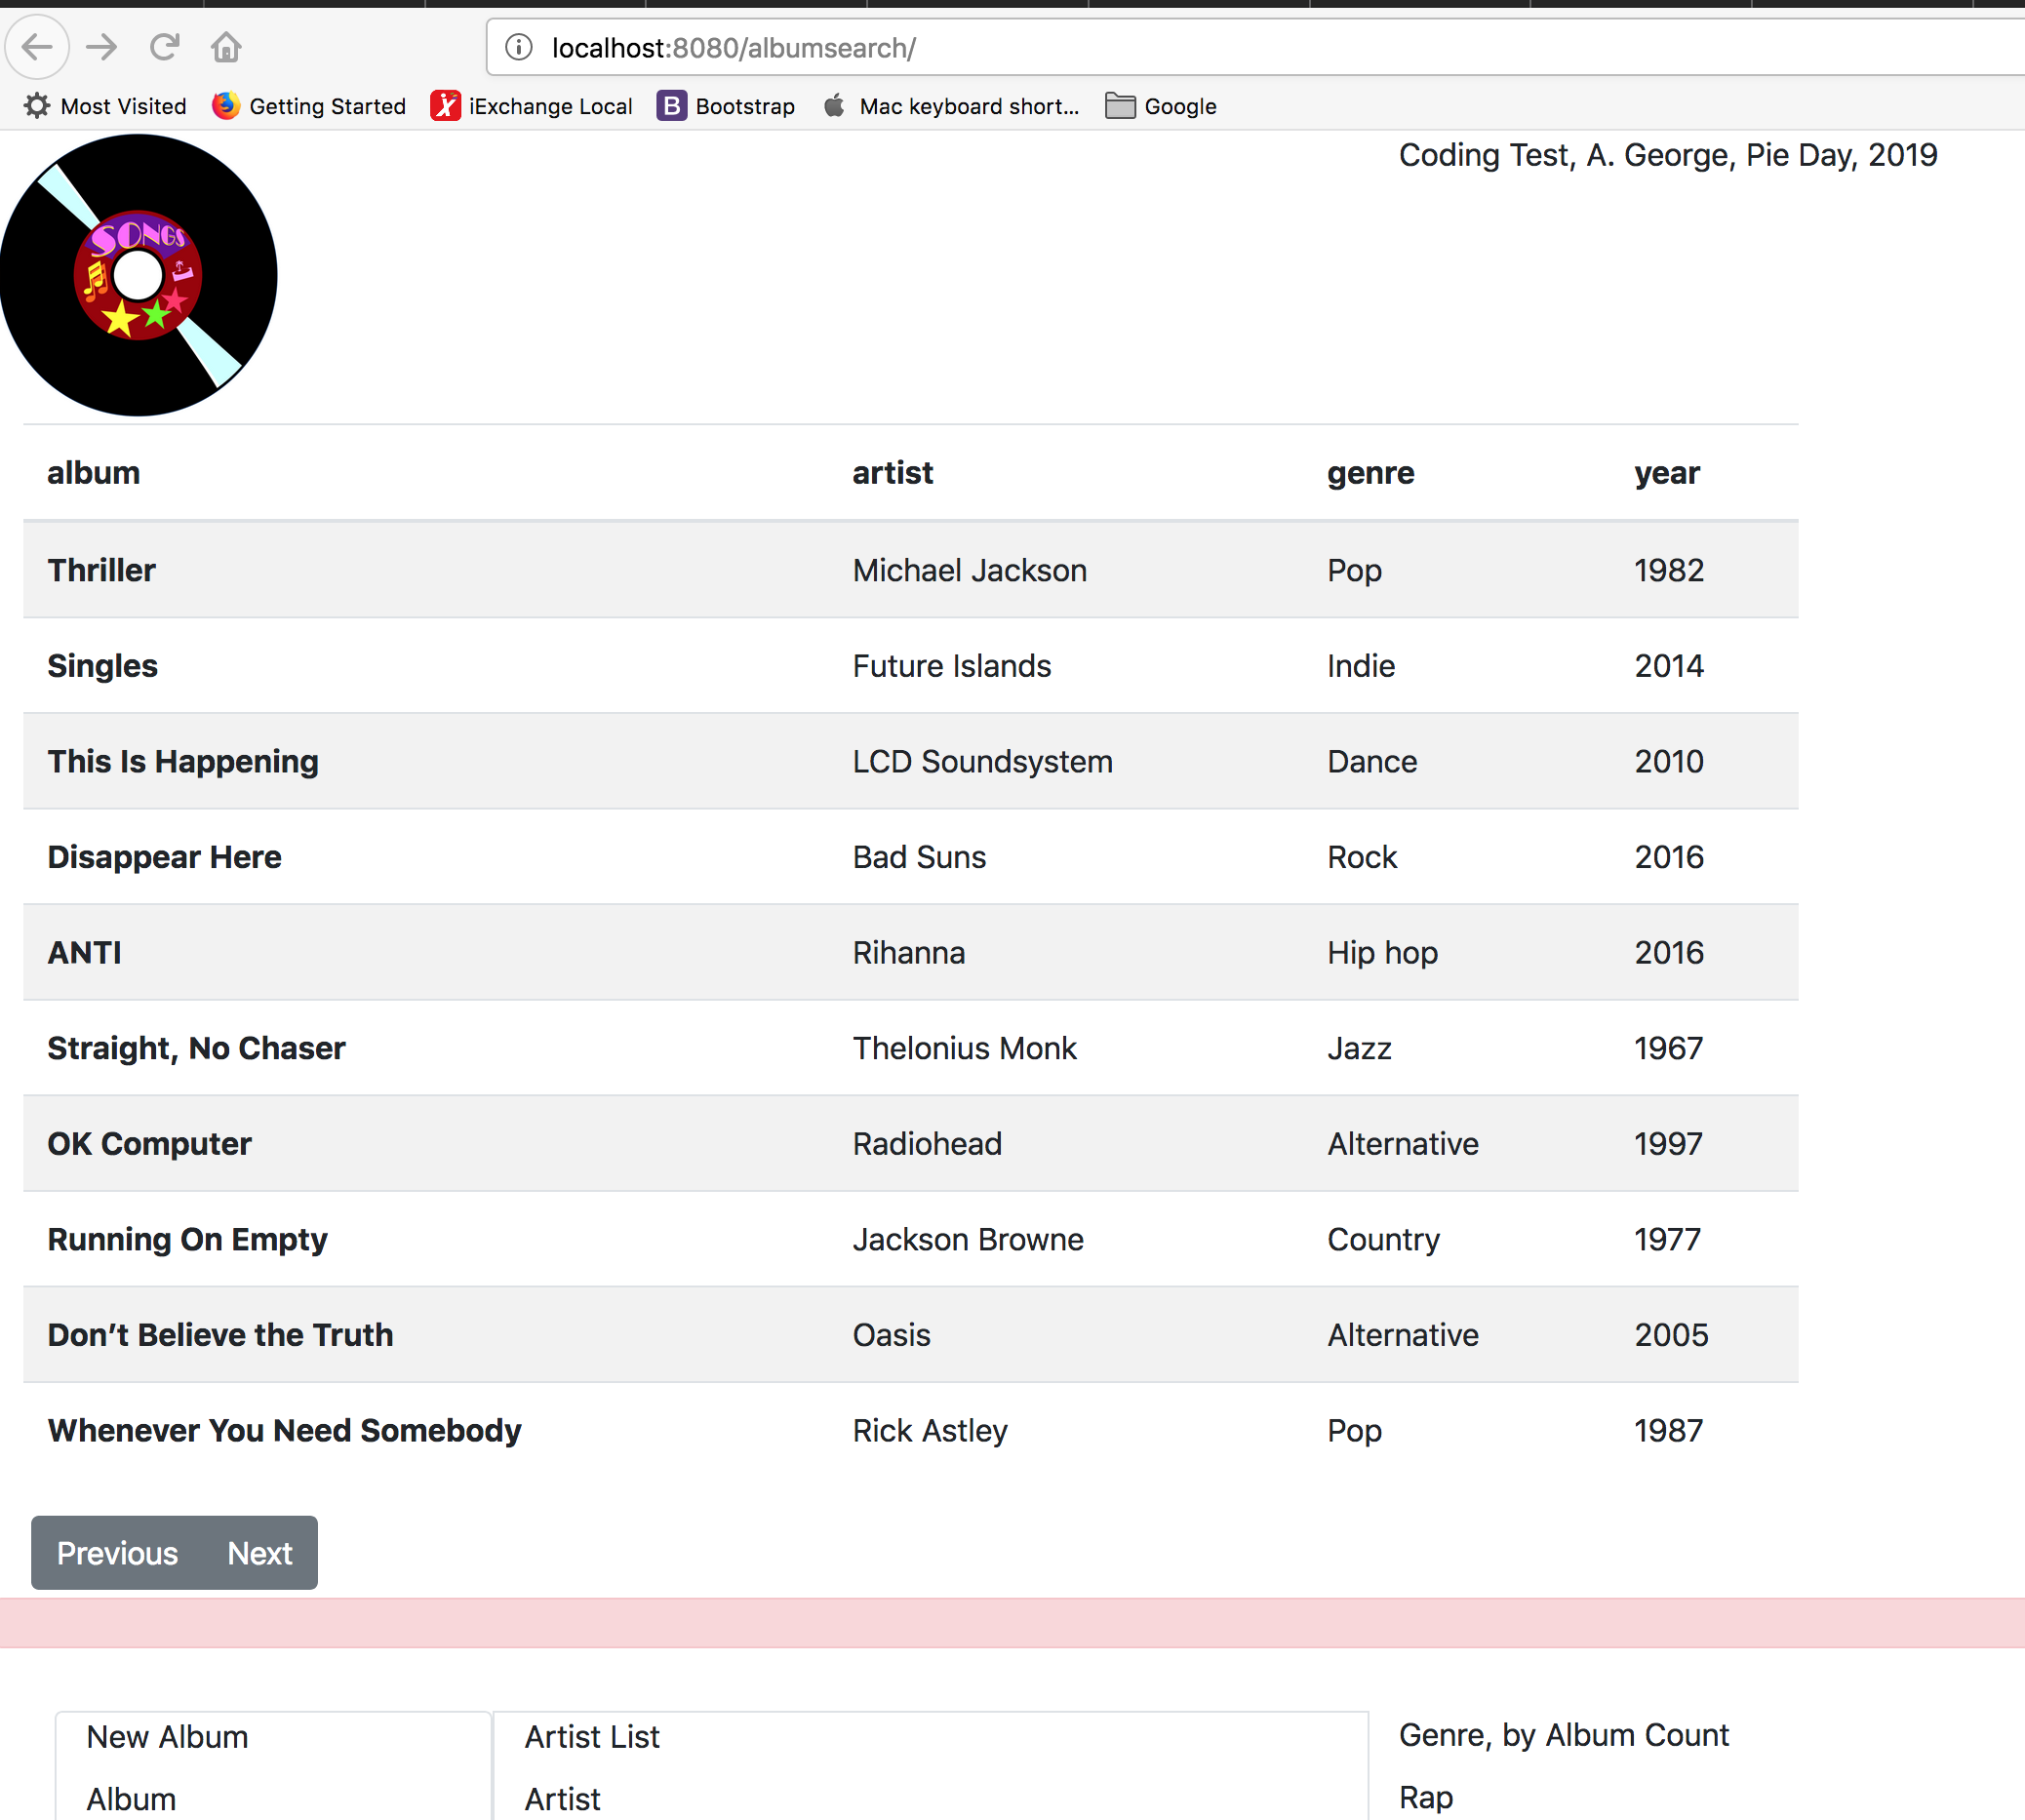 localhost:8080/albumsearch/
Most Visited Getting Started iExchange Local B Bootstrap Mac keyboard short... Google
Coding Test, A. George, Pie Day, 2019
SONGS
album artist genre year
Thriller Michael Jackson Pop 1982
Singles Future Islands Indie 2014
This Is Happening LCD Soundsystem Dance 2010
Disappear Here Bad Suns Rock 2016
ANTI Rihanna Hip hop 2016
Straight, No Chaser Thelonius Monk Jazz 1967
OK Computer Radiohead Alternative 1997
Running On Empty Jackson Browne Country 1977
Don’t Believe the Truth Oasis Alternative 2005
Whenever You Need Somebody Rick Astley Pop 1987
Previous Next
New Album Artist List Genre, by Album Count
Album Artist Rap